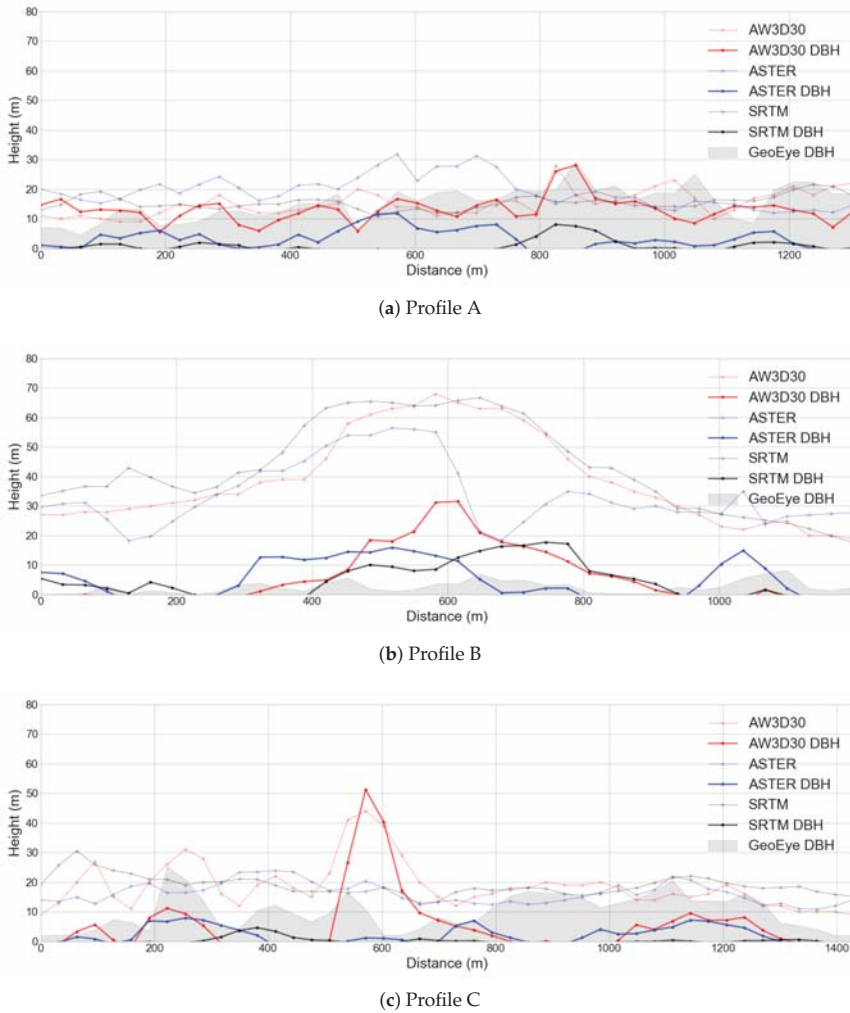 80
70
60
50
40
30
20
10
0
Height (m)
AW3D30
AW3D30 DBH
ASTER
ASTER DBH
SRTM
SRTM DBH
GeoEye DBH
0 200 400 600 800 1000 1200
Distance (m)
(a) Profile A
80
70
60
50
40
30
20
10
0
Height (m)
AW3D30
AW3D30 DBH
ASTER
ASTER DBH
SRTM
SRTM DBH
GeoEye DBH
0 200 400 600 800 1000
Distance (m)
(b) Profile B
80
70
60
50
40
30
20
10
0
Height (m)
AW3D30
AW3D30 DBH
ASTER
ASTER DBH
SRTM
SRTM DBH
GeoEye DBH
0 200 400 600 800 1000 1200 1400
Distance (m)
(c) Profile C